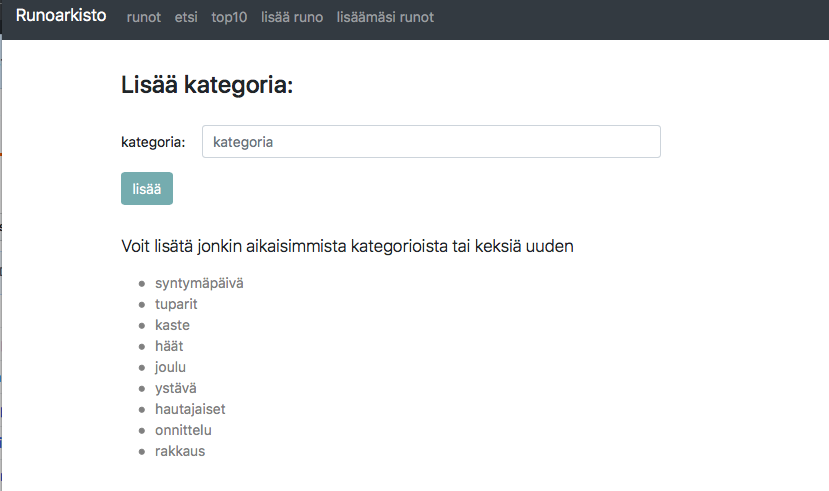 Runoarkisto runot etsi top10 lisää runo lisäämäsi runot
Lisää kategoria:
kategoria: kategoria
lisää
Voit lisätä jonkin aikaisimmista kategorioista tai keksiä uuden
syntymäpäivä
tuparit
kaste
häät
joulu
ystävä
hautajaiset
onnittelu
rakkaus